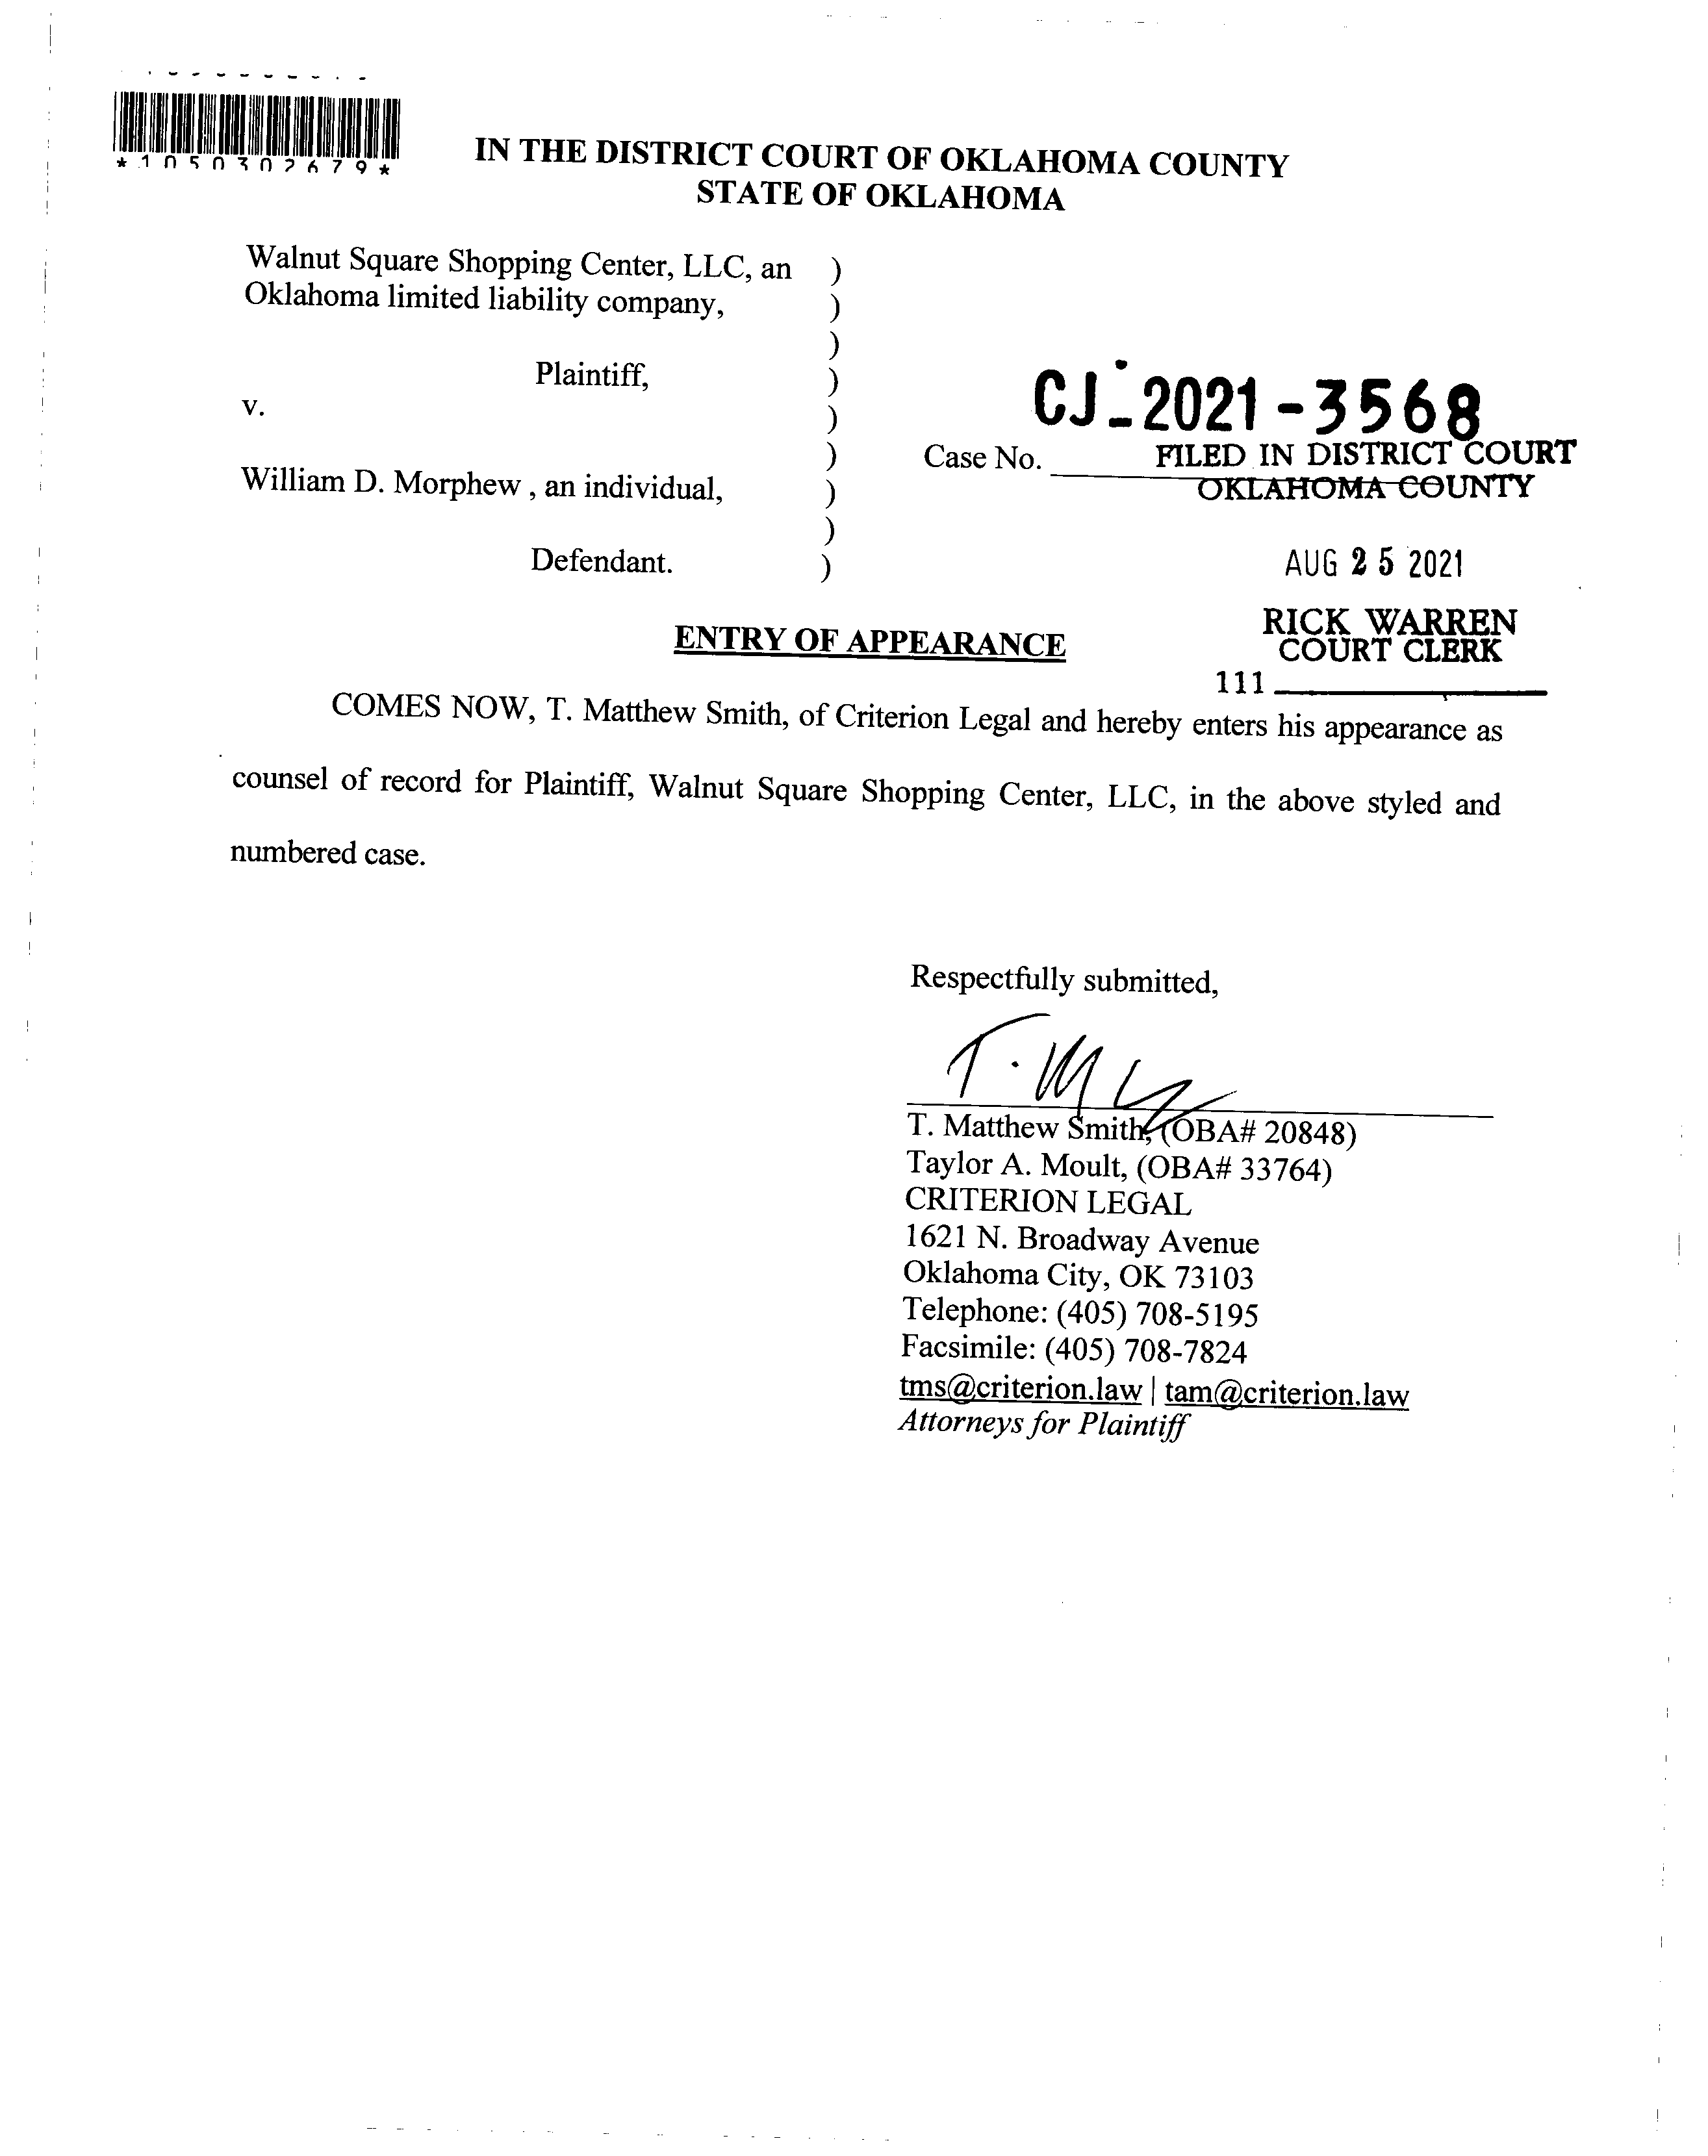 *1050302679*
IN THE DISTRICT COURT OF OKLAHOMA COUNTY
STATE OF OKLAHOMA
Walnut Square Shopping Center, LLC, an )
Oklahoma limited liability company, )
)
Plaintiff, )
v. )
)
William D. Morphew , an individual, )
)
Defendant. )
CJ-2021-3568
Case No. ____________
FILED IN DISTRICT COURT
OKLAHOMA COUNTY
AUG 25 2021
RICK WARREN
COURT CLERK
111 ____________
ENTRY OF APPEARANCE
COMES NOW, T. Matthew Smith, of Criterion Legal and hereby enters his appearance as
counsel of record for Plaintiff, Walnut Square Shopping Center, LLC, in the above styled and
numbered case.
Respectfully submitted,
T. Matthew Smith, (OBA# 20848)
Taylor A. Moult, (OBA# 33764)
CRITERION LEGAL
1621 N. Broadway Avenue
Oklahoma City, OK 73103
Telephone: (405) 708-5195
Facsimile: (405) 708-7824
tms@criterion.law | tam@criterion.law
Attorneys for Plaintiff